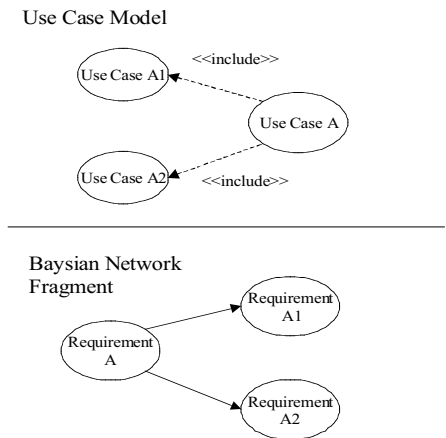 Use Case Model
<<include>>
Use Case A1
Use Case A
Use Case A2
<<include>>
Baysian Network
Fragment
Requirement
A1
Requirement
A
Requirement
A2